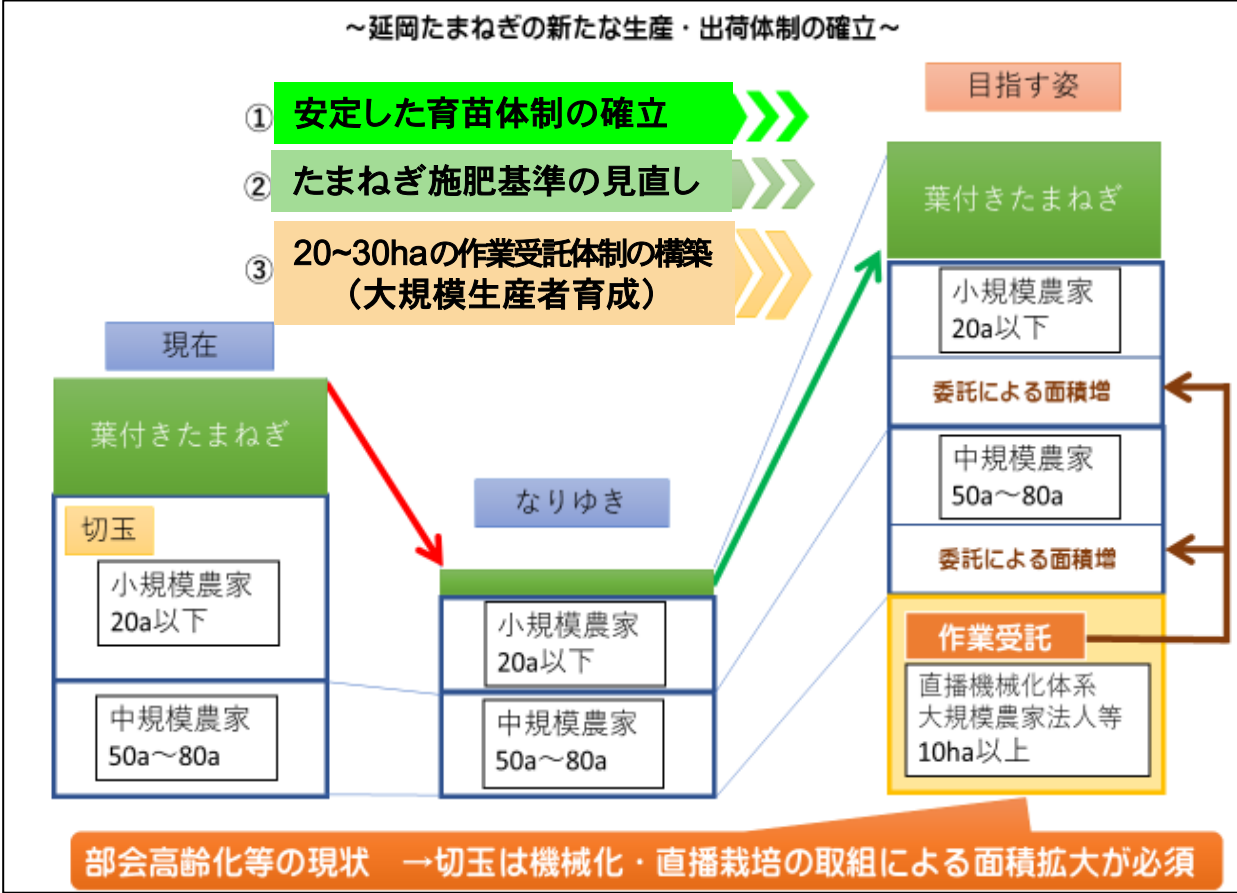 ～延岡たまねぎの新たな生産・出荷体制の確立～
① 安定した育苗体制の確立
② たまねぎ施肥基準の見直し
③ 20~30haの作業受託体制の構築
（大規模生産者育成）
現在
葉付きたまねぎ
切玉
小規模農家
20a以下
中規模農家
50a～80a
なりゆき
小規模農家
20a以下
中規模農家
50a～80a
目指す姿
葉付きたまねぎ
小規模農家
20a以下
委託による面積増
中規模農家
50a～80a
委託による面積増
作業受託
直播機械化体系
大規模農家法人等
10ha以上
部会高齢化等の現状　→切玉は機械化・直播栽培の取組による面積拡大が必須